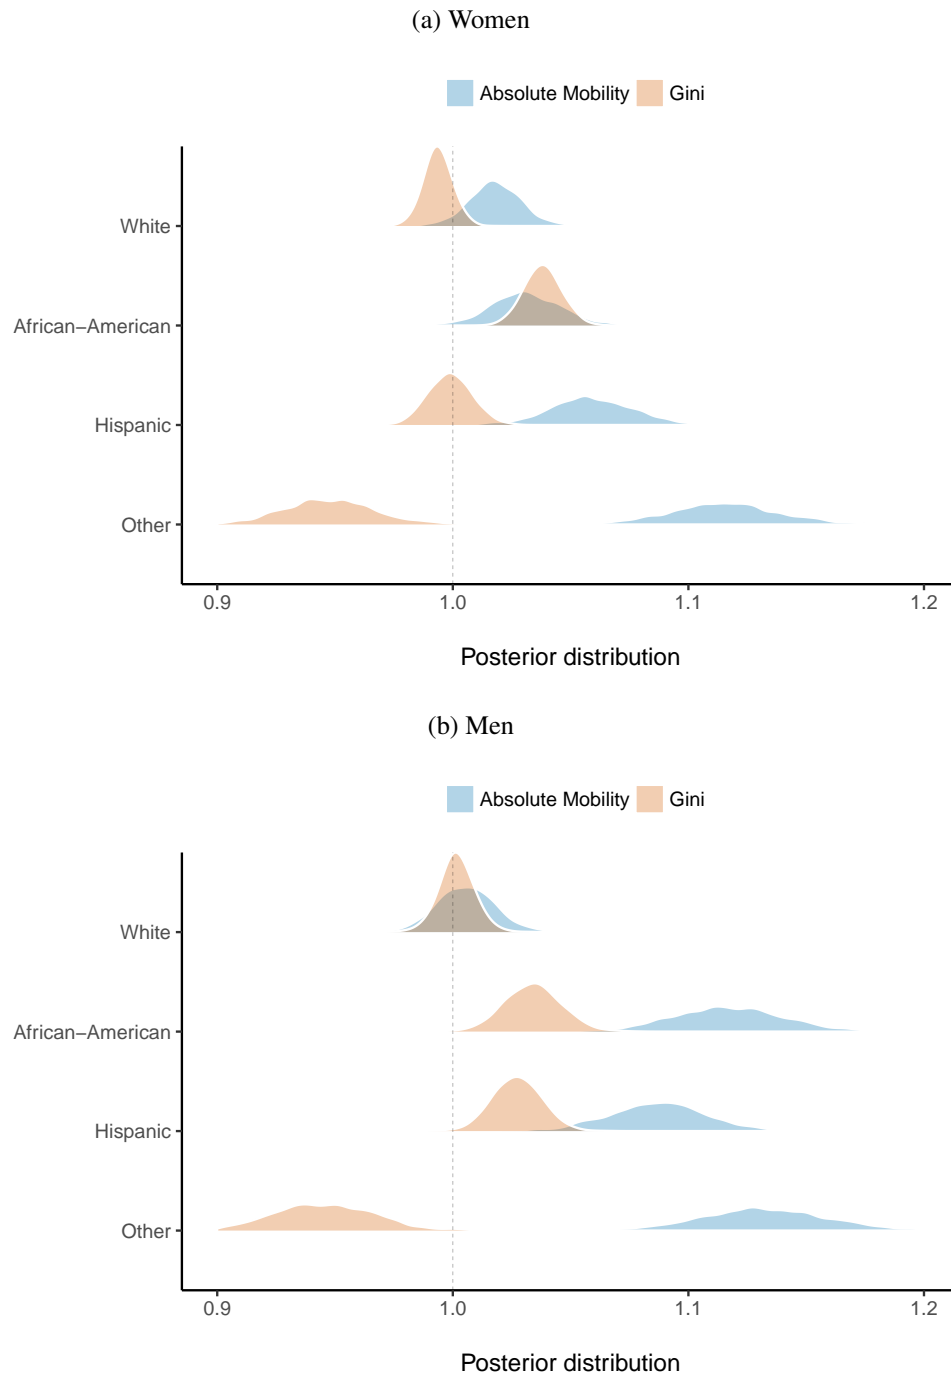 (a) Women
Absolute Mobility Gini
White
African−American
Hispanic
Other
0.9 1.0 1.1 1.2
Posterior distribution
(b) Men
Absolute Mobility Gini
White
African−American
Hispanic
Other
0.9 1.0 1.1 1.2
Posterior distribution